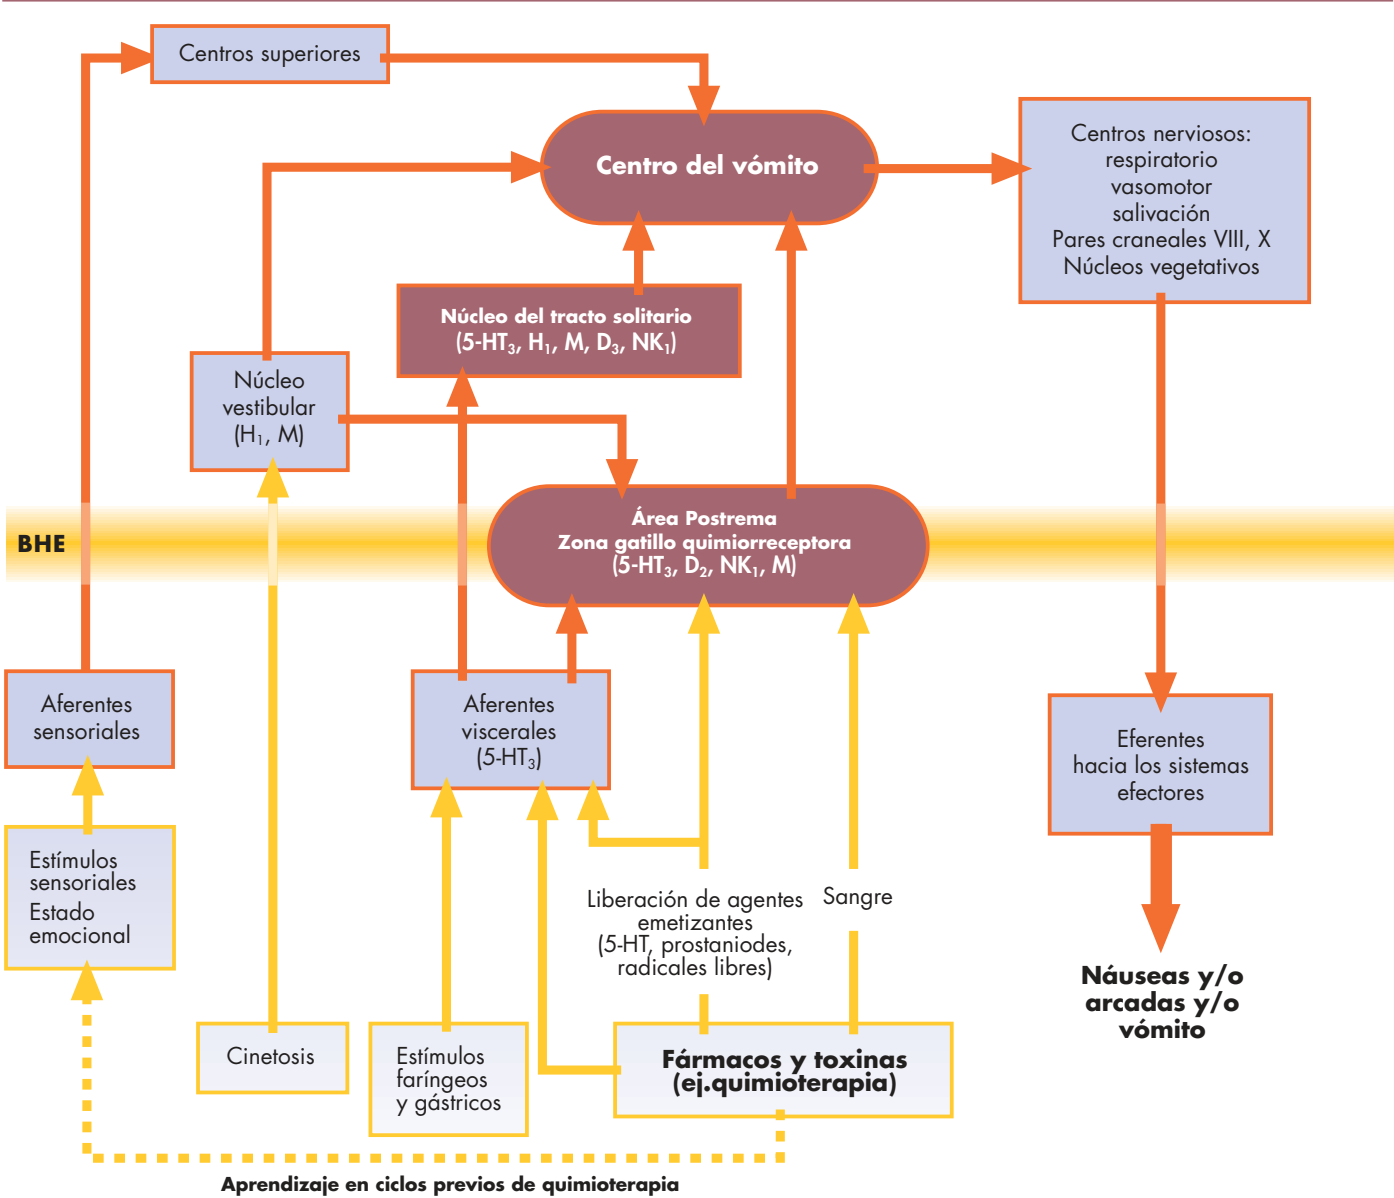 Centros superiores
Centro del vómito
Centros nerviosos:
respiratorio
vasomotor
salivación
Pares craneales VIII, X
Núcleos vegetativos
Núcleo del tracto solitario
(5-HT₃, H₁, M, D₃, NK₁)
Núcleo
vestibular
(H₁, M)
BHE
Área Postrema
Zona gatillo quimiorreceptora
(5-HT₃, D₂, NK₁, M)
Aferentes
sensoriales
Aferentes
viscerales
(5-HT₃)
Eferentes
hacia los sistemas
efectores
Estímulos
sensoriales
Estado
emocional
Liberación de agentes
emetizantes
(5-HT, prostaniodes,
radicales libres)
Sangre
Náuseas y/o
arcadas y/o
vómito
Cinetosis
Estímulos
faríngeos
y gástricos
Fármacos y toxinas
(ej.quimioterapia)
Aprendizaje en ciclos previos de quimioterapia